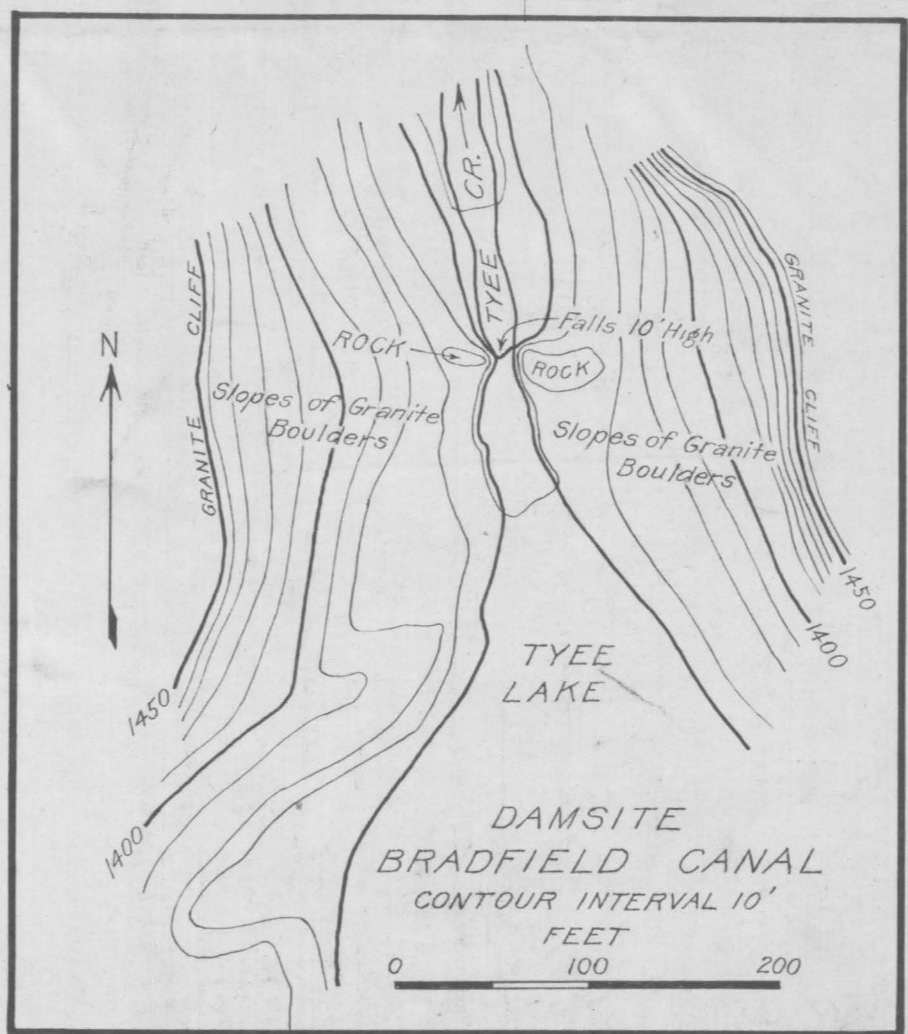 CR.
TYEE
N
GRANITE CLIFF
GRANITE CLIFF
ROCK
Falls 10' High
ROCK
Slopes of Granite
Boulders
Slopes of Granite
Boulders
1450
1400
1450
1400
TYEE
LAKE
DAMSITE
BRADFIELD CANAL
CONTOUR INTERVAL 10'
FEET
0 100 200